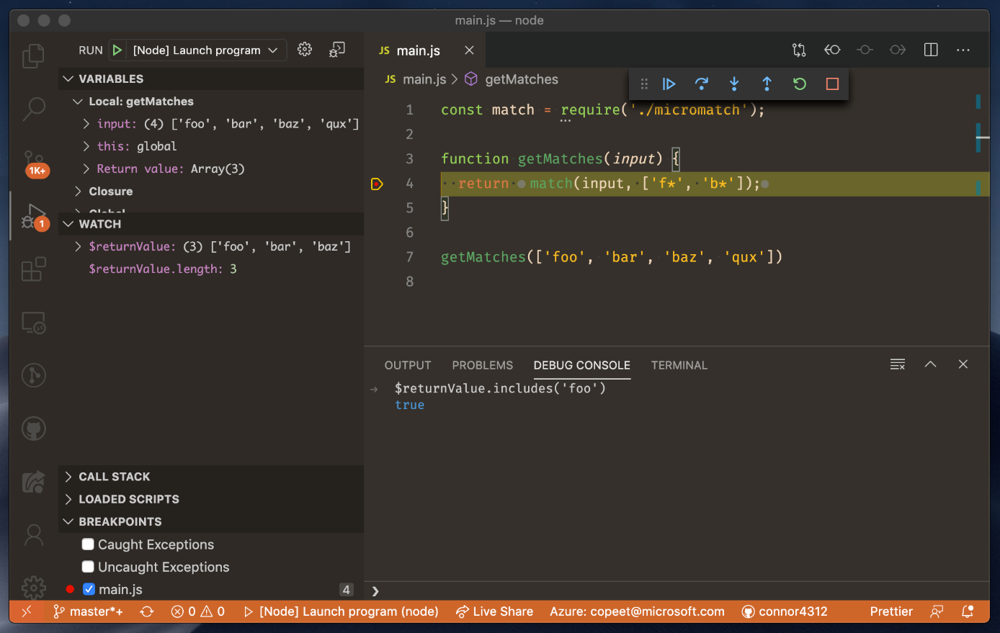 main.js — node
RUN [Node] Launch program
VARIABLES
Local: getMatches
input: (4) ['foo', 'bar', 'baz', 'qux']
this: global
Return value: Array(3)
Closure
Global
1K+
1
WATCH
$returnValue: (3) ['foo', 'bar', 'baz']
$returnValue.length: 3
CALL STACK
LOADED SCRIPTS
BREAKPOINTS
Caught Exceptions
Uncaught Exceptions
main.js 4
JS main.js
JS main.js > getMatches
1 const match = require('./micromatch');
2
3 function getMatches(input) {
4 return match(input, ['f*', 'b*']);
5 }
6
7 getMatches(['foo', 'bar', 'baz', 'qux'])
8
OUTPUT PROBLEMS DEBUG CONSOLE TERMINAL
$returnValue.includes('foo')
true
master*+ 0 0 [Node] Launch program (node) Live Share Azure: copeet@microsoft.com connor4312 Prettier